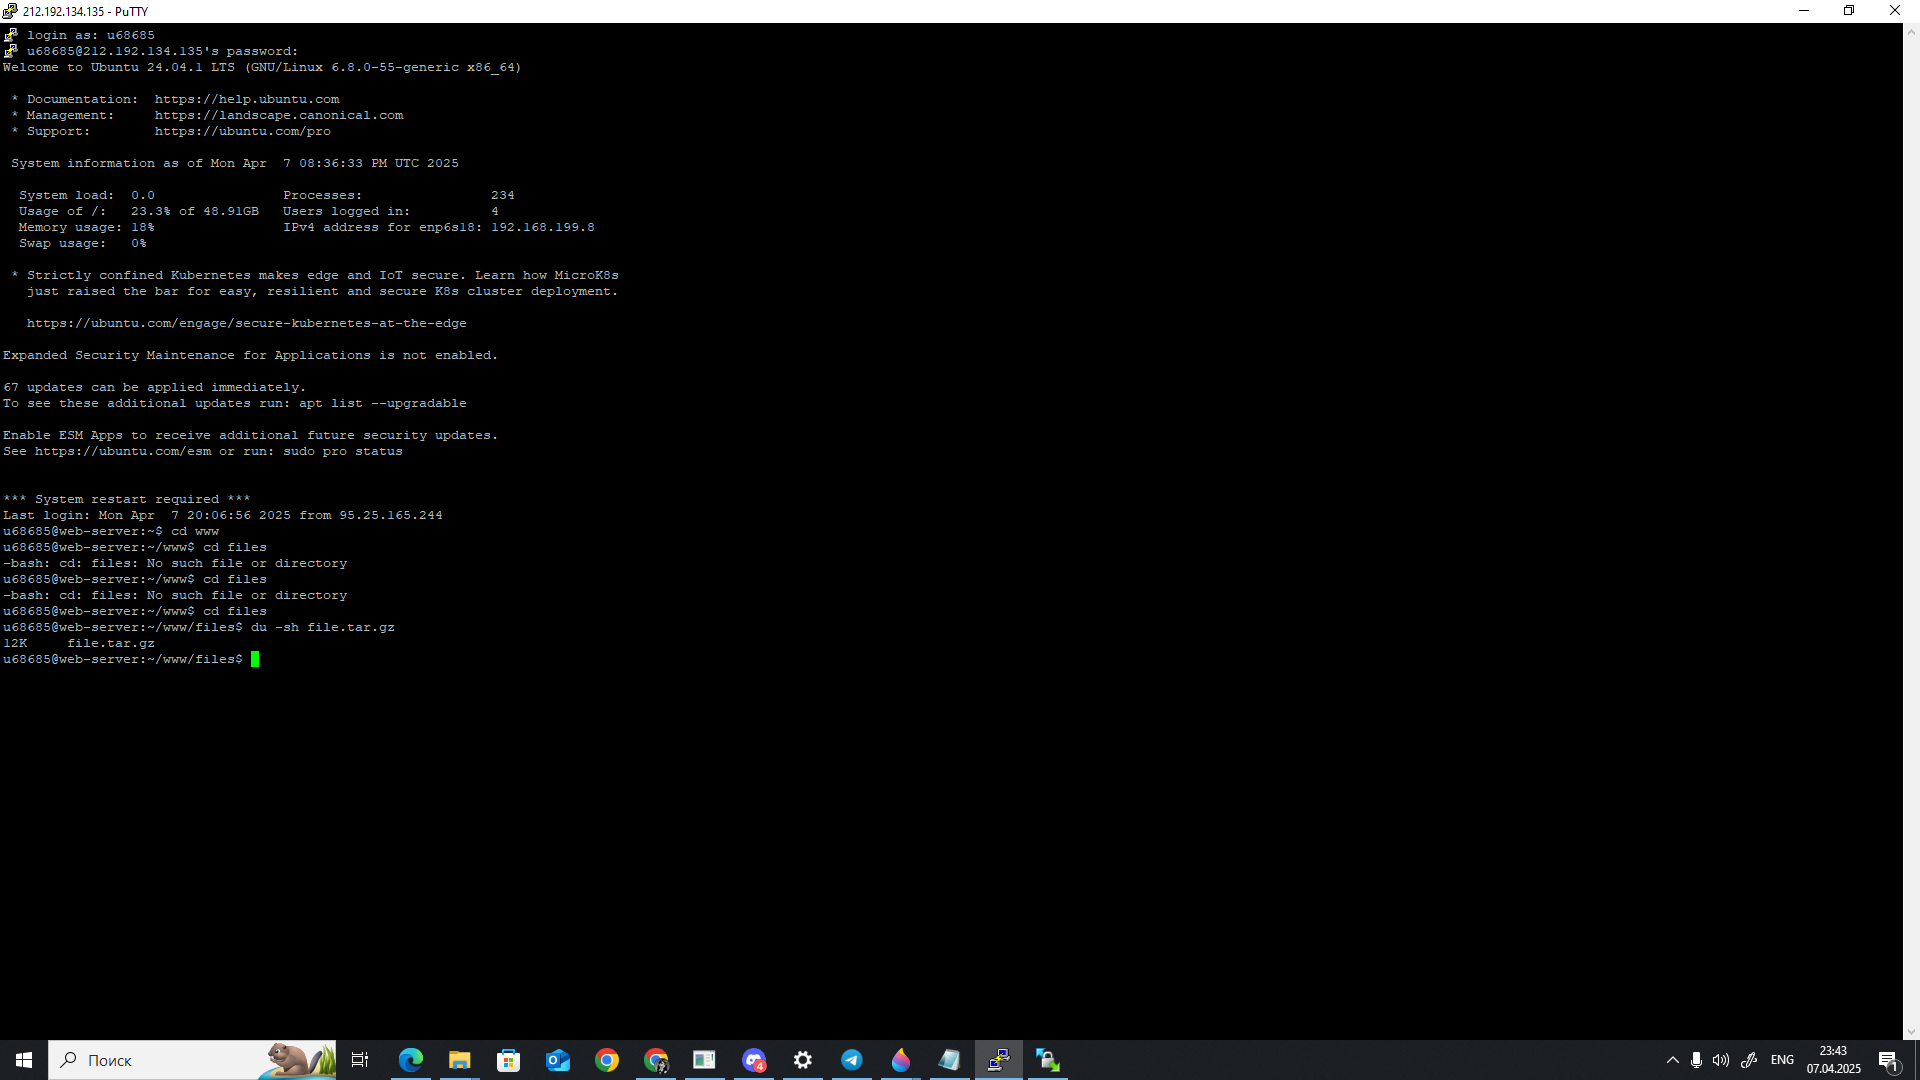 212.192.134.135 - PuTTY
login as: u68685
u68685@212.192.134.135's password:
Welcome to Ubuntu 24.04.1 LTS (GNU/Linux 6.8.0-55-generic x86_64)
* Documentation:  https://help.ubuntu.com
* Management:     https://landscape.canonical.com
* Support:        https://ubuntu.com/pro
System information as of Mon Apr  7 08:36:33 PM UTC 2025
System load:  0.0                Processes:                234
Usage of /:   23.3% of 48.91GB   Users logged in:          4
Memory usage: 18%                IPv4 address for enp6s18: 192.168.199.8
Swap usage:   0%
* Strictly confined Kubernetes makes edge and IoT secure. Learn how MicroK8s
just raised the bar for easy, resilient and secure K8s cluster deployment.
https://ubuntu.com/engage/secure-kubernetes-at-the-edge
Expanded Security Maintenance for Applications is not enabled.
67 updates can be applied immediately.
To see these additional updates run: apt list --upgradable
Enable ESM Apps to receive additional future security updates.
See https://ubuntu.com/esm or run: sudo pro status
*** System restart required ***
Last login: Mon Apr  7 20:06:56 2025 from 95.25.165.244
u68685@web-server:~$ cd www
u68685@web-server:~/www$ cd files
-bash: cd: files: No such file or directory
u68685@web-server:~/www$ cd files
-bash: cd: files: No such file or directory
u68685@web-server:~/www$ cd files
u68685@web-server:~/www/files$ du -sh file.tar.gz
12K     file.tar.gz
u68685@web-server:~/www/files$
Поиск
4
ENG
23:43
07.04.2025
1